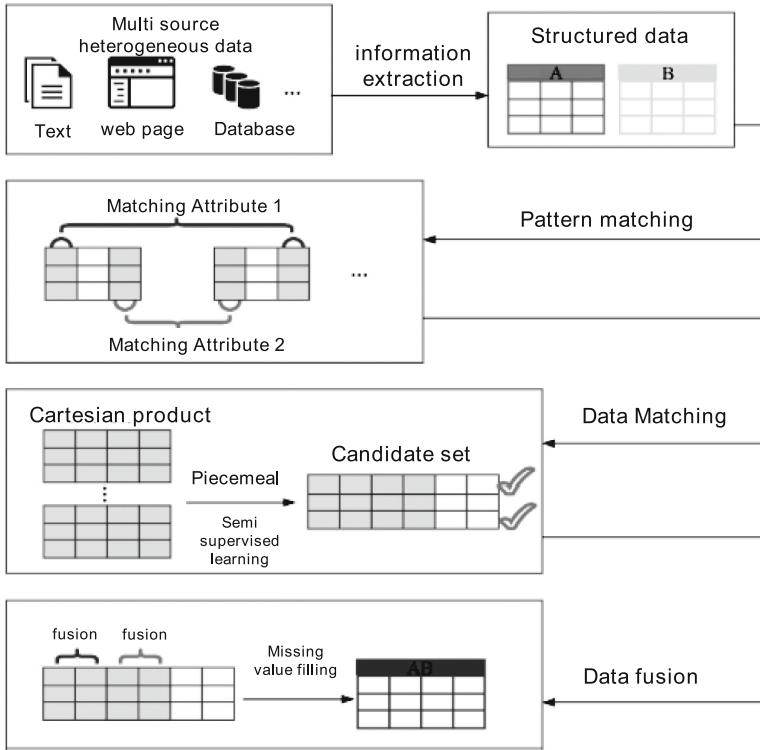 Multi source
heterogeneous data
Text
web page
Database
...
information
extraction
Structured data
A
B
Matching Attribute 1
...
Matching Attribute 2
Pattern matching
Cartesian product
Piecemeal
Semi
supervised
learning
Candidate set
Data Matching
fusion
fusion
Missing
value filling
AB
Data fusion